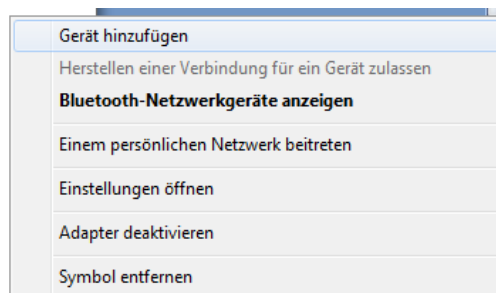 Gerät hinzufügen
Herstellen einer Verbindung für ein Gerät zulassen
Bluetooth-Netzwerkgeräte anzeigen
Einem persönlichen Netzwerk beitreten
Einstellungen öffnen
Adapter deaktivieren
Symbol entfernen